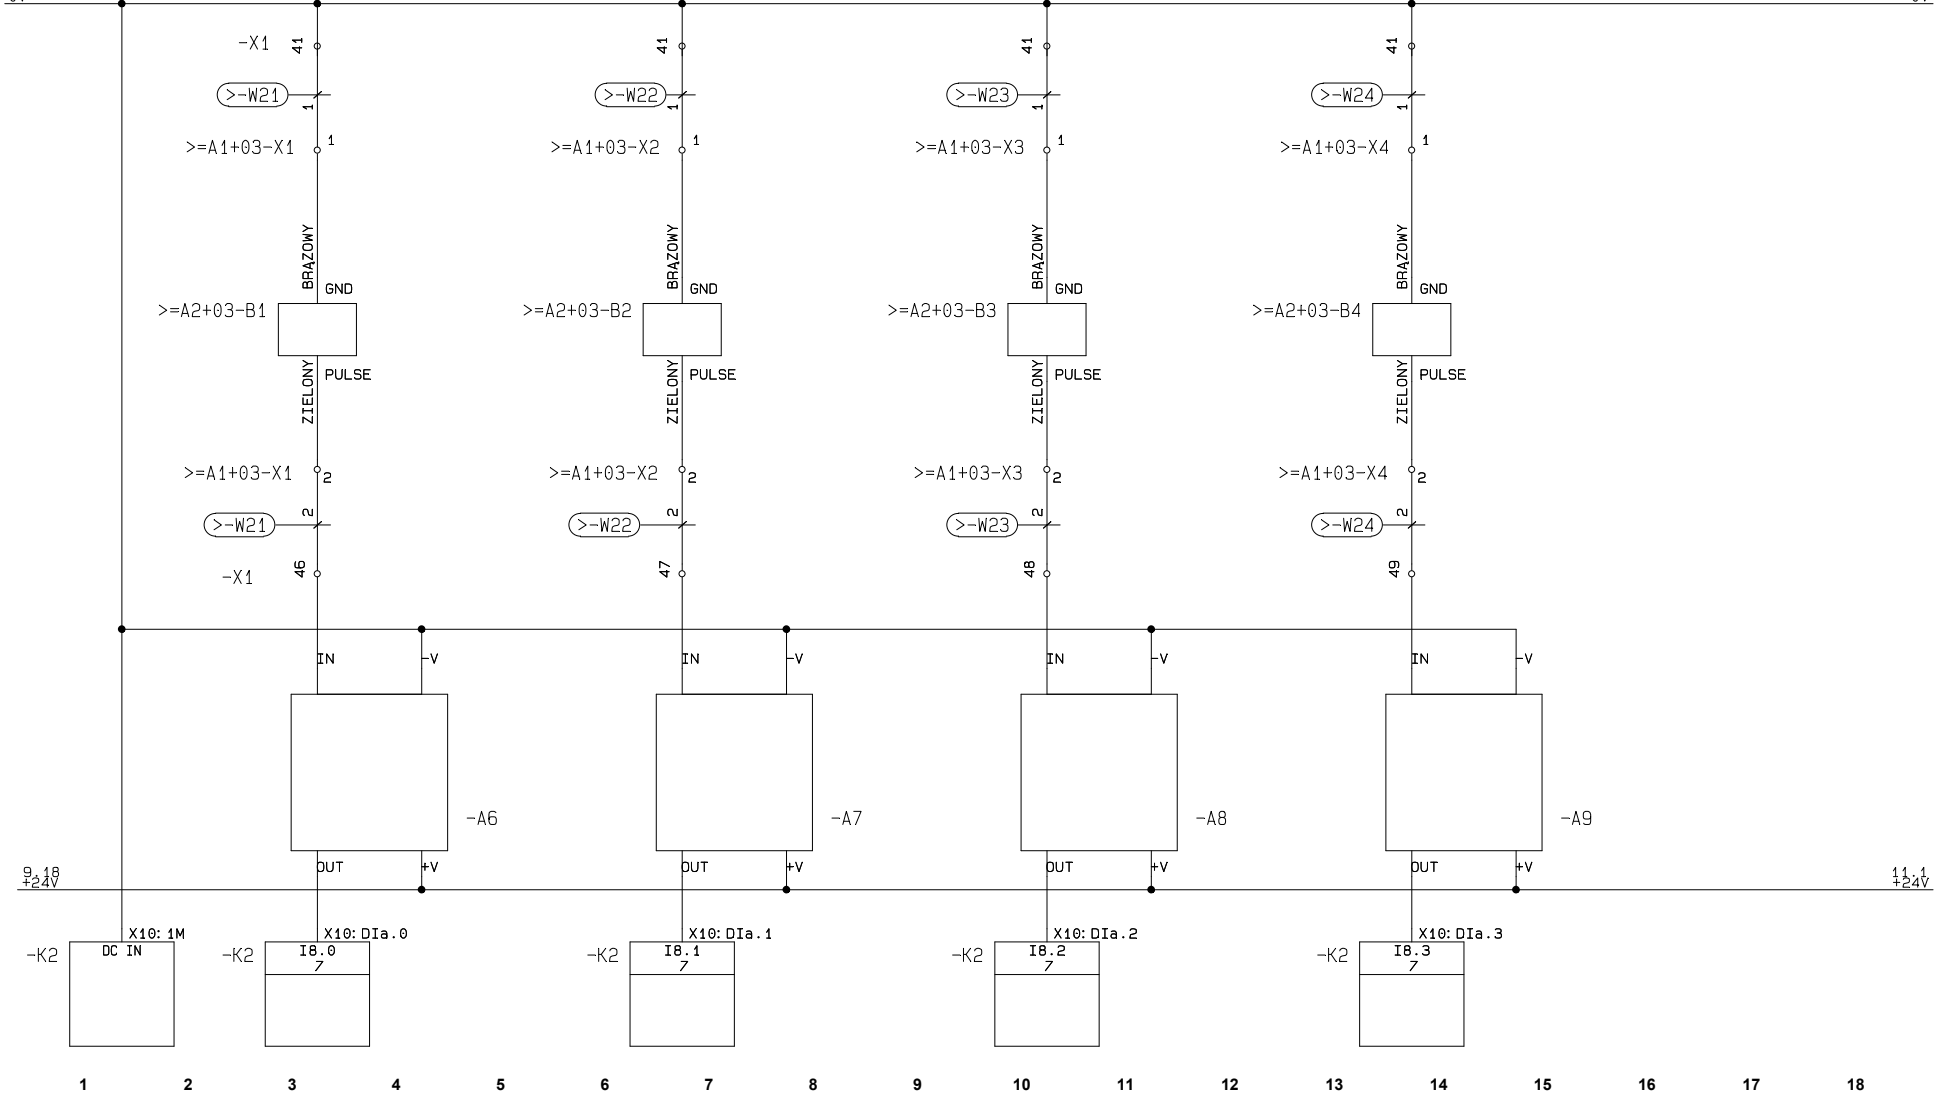 -X1 41 41 41 41
>-W21 >-W22 >-W23 >-W24
1 1 1 1
>=A1+03-X1 1 >=A1+03-X2 1 >=A1+03-X3 1 >=A1+03-X4 1
BRĄZOWY BRĄZOWY BRĄZOWY BRĄZOWY
GND GND GND GND
>=A2+03-B1 >=A2+03-B2 >=A2+03-B3 >=A2+03-B4
PULSE PULSE PULSE PULSE
ZIELONY ZIELONY ZIELONY ZIELONY
>=A1+03-X1 2 >=A1+03-X2 2 >=A1+03-X3 2 >=A1+03-X4 2
2 2 2 2
>-W21 >-W22 >-W23 >-W24
-X1 46 47 48 49
IN -V IN -V IN -V IN -V
-A6 -A7 -A8 -A9
OUT +V OUT +V OUT +V OUT +V
9.18 11.1
+24V +24V
X10:1M X10:DIa.0 X10:DIa.1 X10:DIa.2 X10:DIa.3
-K2 DC IN -K2 I8.0 -K2 I8.1 -K2 I8.2 -K2 I8.3
7 7 7 7
1 2 3 4 5 6 7 8 9 10 11 12 13 14 15 16 17 18